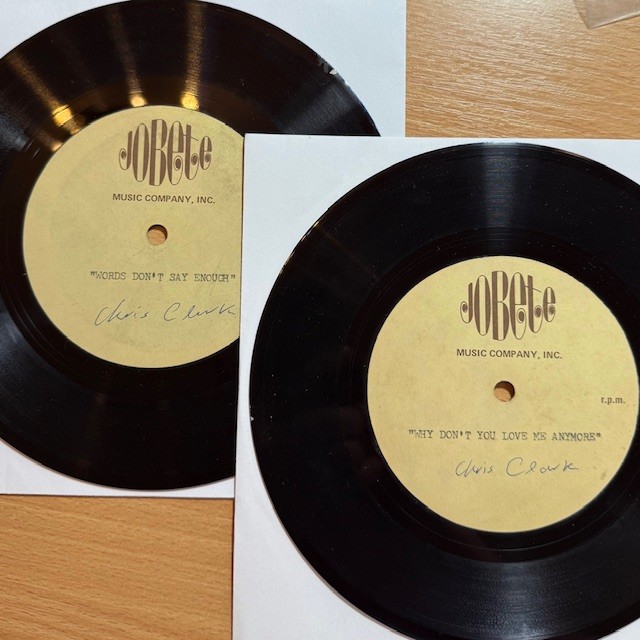 JOBete
MUSIC COMPANY, INC.
"WORDS DON'T SAY ENOUGH"
Chris Clark
JOBete
MUSIC COMPANY, INC.
r.p.m.
"WHY DON'T YOU LOVE ME ANYMORE"
Chris Clark